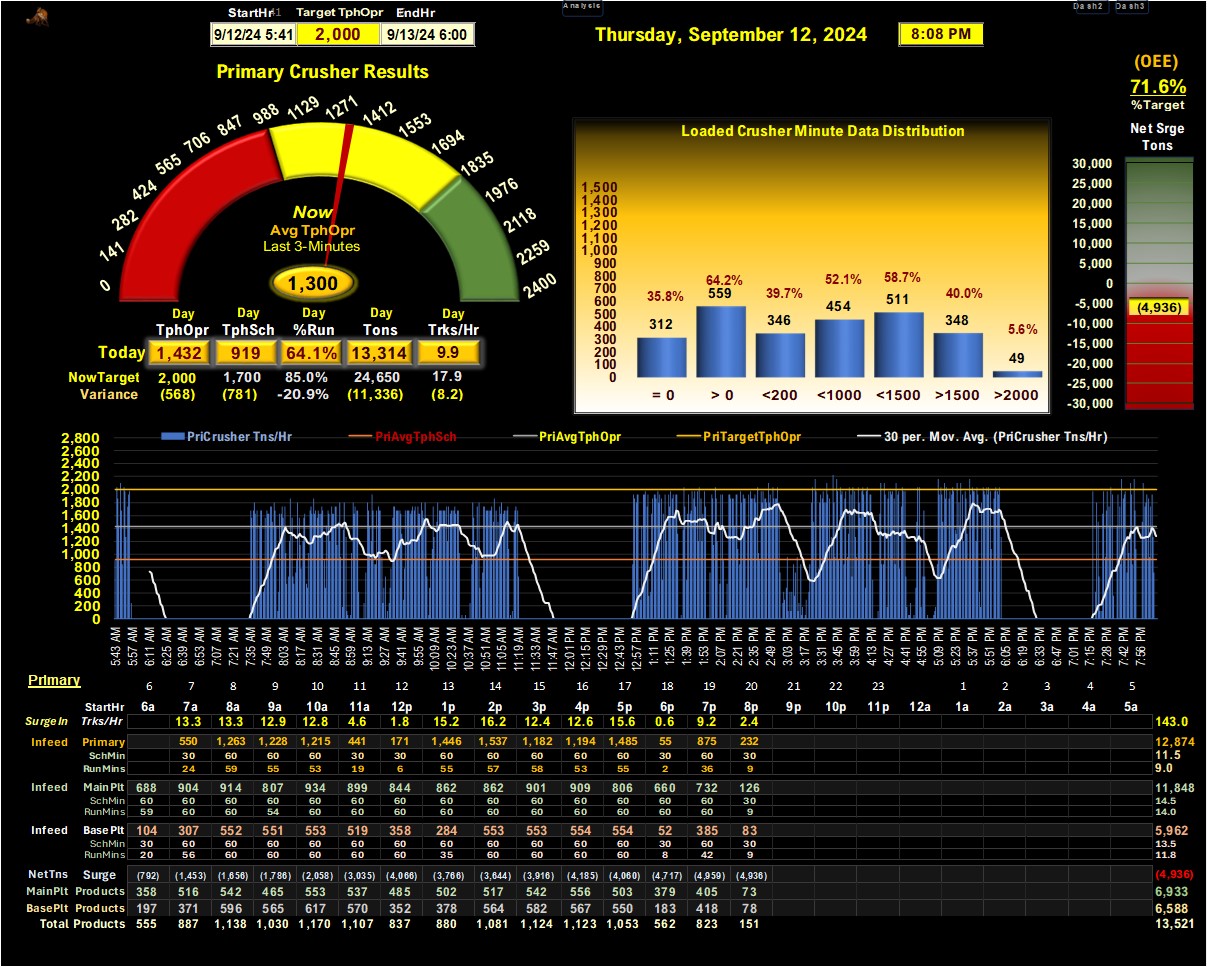 StartHr Target TphOpr EndHr
9/12/24 5:41 2,000 9/13/24 6:00
Analysis
Thursday, September 12, 2024
8:08 PM
Dash2 Dash3
(OEE)
71.6%
%Target
Primary Crusher Results
0 141 282 424 565 706 847 988 1129 1271 1412 1553 1694 1835 1976 2118 2259 2400
Now
Avg TphOpr
Last 3-Minutes
1,300
Day Day Day Day Day
TphOpr TphSch %Run Tons Trks/Hr
Today 1,432 919 64.1% 13,314 9.9
NowTarget 2,000 1,700 85.0% 24,650 17.9
Variance (568) (781) -20.9% (11,336) (8.2)
Loaded Crusher Minute Data Distribution
1,500
1,400
1,300
1,200
1,100
1,000
900
800
700
600
500
400
300
200
100
0
35.8% 64.2% 39.7% 52.1% 58.7% 40.0% 5.6%
312 559 346 454 511 348 49
= 0 > 0 <200 <1000 <1500 >1500 >2000
Net Srge
Tons
30,000
25,000
20,000
15,000
10,000
5,000
0
-5,000
(4,936)
-10,000
-15,000
-20,000
-25,000
-30,000
PriCrusher Tns/Hr PriAvgTphSch PriAvgTphOpr PriTargetTphOpr 30 per. Mov. Avg. (PriCrusher Tns/Hr)
2,800
2,600
2,400
2,200
2,000
1,800
1,600
1,400
1,200
1,000
800
600
400
200
0
5:43 AM 5:57 AM 6:11 AM 6:25 AM 6:39 AM 6:53 AM 7:07 AM 7:21 AM 7:35 AM 7:49 AM 8:03 AM 8:17 AM 8:31 AM 8:45 AM 8:59 AM 9:13 AM 9:27 AM 9:41 AM 9:55 AM 10:09 AM 10:23 AM 10:37 AM 10:51 AM 11:05 AM 11:19 AM 11:33 AM 11:47 AM 12:01 PM 12:15 PM 12:29 PM 12:43 PM 12:57 PM 1:11 PM 1:25 PM 1:39 PM 1:53 PM 2:07 PM 2:21 PM 2:35 PM 2:49 PM 3:03 PM 3:17 PM 3:31 PM 3:45 PM 3:59 PM 4:13 PM 4:27 PM 4:41 PM 4:55 PM 5:09 PM 5:23 PM 5:37 PM 5:51 PM 6:05 PM 6:19 PM 6:33 PM 6:47 PM 7:01 PM 7:15 PM 7:28 PM 7:42 PM 7:56 PM
Primary
6 7 8 9 10 11 12 13 14 15 16 17 18 19 20 21 22 23 1 2 3 4 5
StartHr 6a 7a 8a 9a 10a 11a 12p 1p 2p 3p 4p 5p 6p 7p 8p 9p 10p 11p 12a 1a 2a 3a 4a 5a
SurgeIn Trks/Hr 13.3 13.3 12.9 12.8 4.6 1.8 15.2 16.2 12.4 12.6 15.6 0.6 9.2 2.4 143.0
Infeed Primary 550 1,263 1,228 1,215 441 171 1,446 1,537 1,182 1,194 1,485 55 875 232 12,874
SchMin 30 60 60 60 60 30 60 60 60 60 60 30 60 30 11.5
RunMins 24 59 55 53 19 6 55 57 58 53 55 2 36 9 9.0
Infeed MainPlt 688 904 914 807 934 899 844 862 862 901 909 806 660 732 126 11,848
SchMin 60 60 60 60 60 60 60 60 60 60 60 60 60 60 30 14.5
RunMins 59 60 60 54 60 60 60 60 60 60 60 60 60 60 9 14.0
Infeed BasePlt 104 307 552 551 553 519 358 284 553 553 554 554 52 385 83 5,962
SchMin 30 60 60 60 60 60 60 60 60 60 60 60 30 60 30 13.5
RunMins 20 56 60 60 60 60 60 35 60 60 60 60 8 42 9 11.8
NetTns Surge (792) (1,453) (1,656) (1,786) (2,058) (3,035) (4,066) (3,766) (3,644) (3,916) (4,185) (4,060) (4,717) (4,959) (4,936) (4,936)
MainPlt Products 358 516 542 465 553 537 485 502 517 542 556 503 379 405 73 6,933
BasePlt Products 197 371 596 565 617 570 352 378 564 582 567 550 183 418 78 6,588
Total Products 555 887 1,138 1,030 1,170 1,107 837 880 1,081 1,124 1,123 1,053 562 823 151 13,521